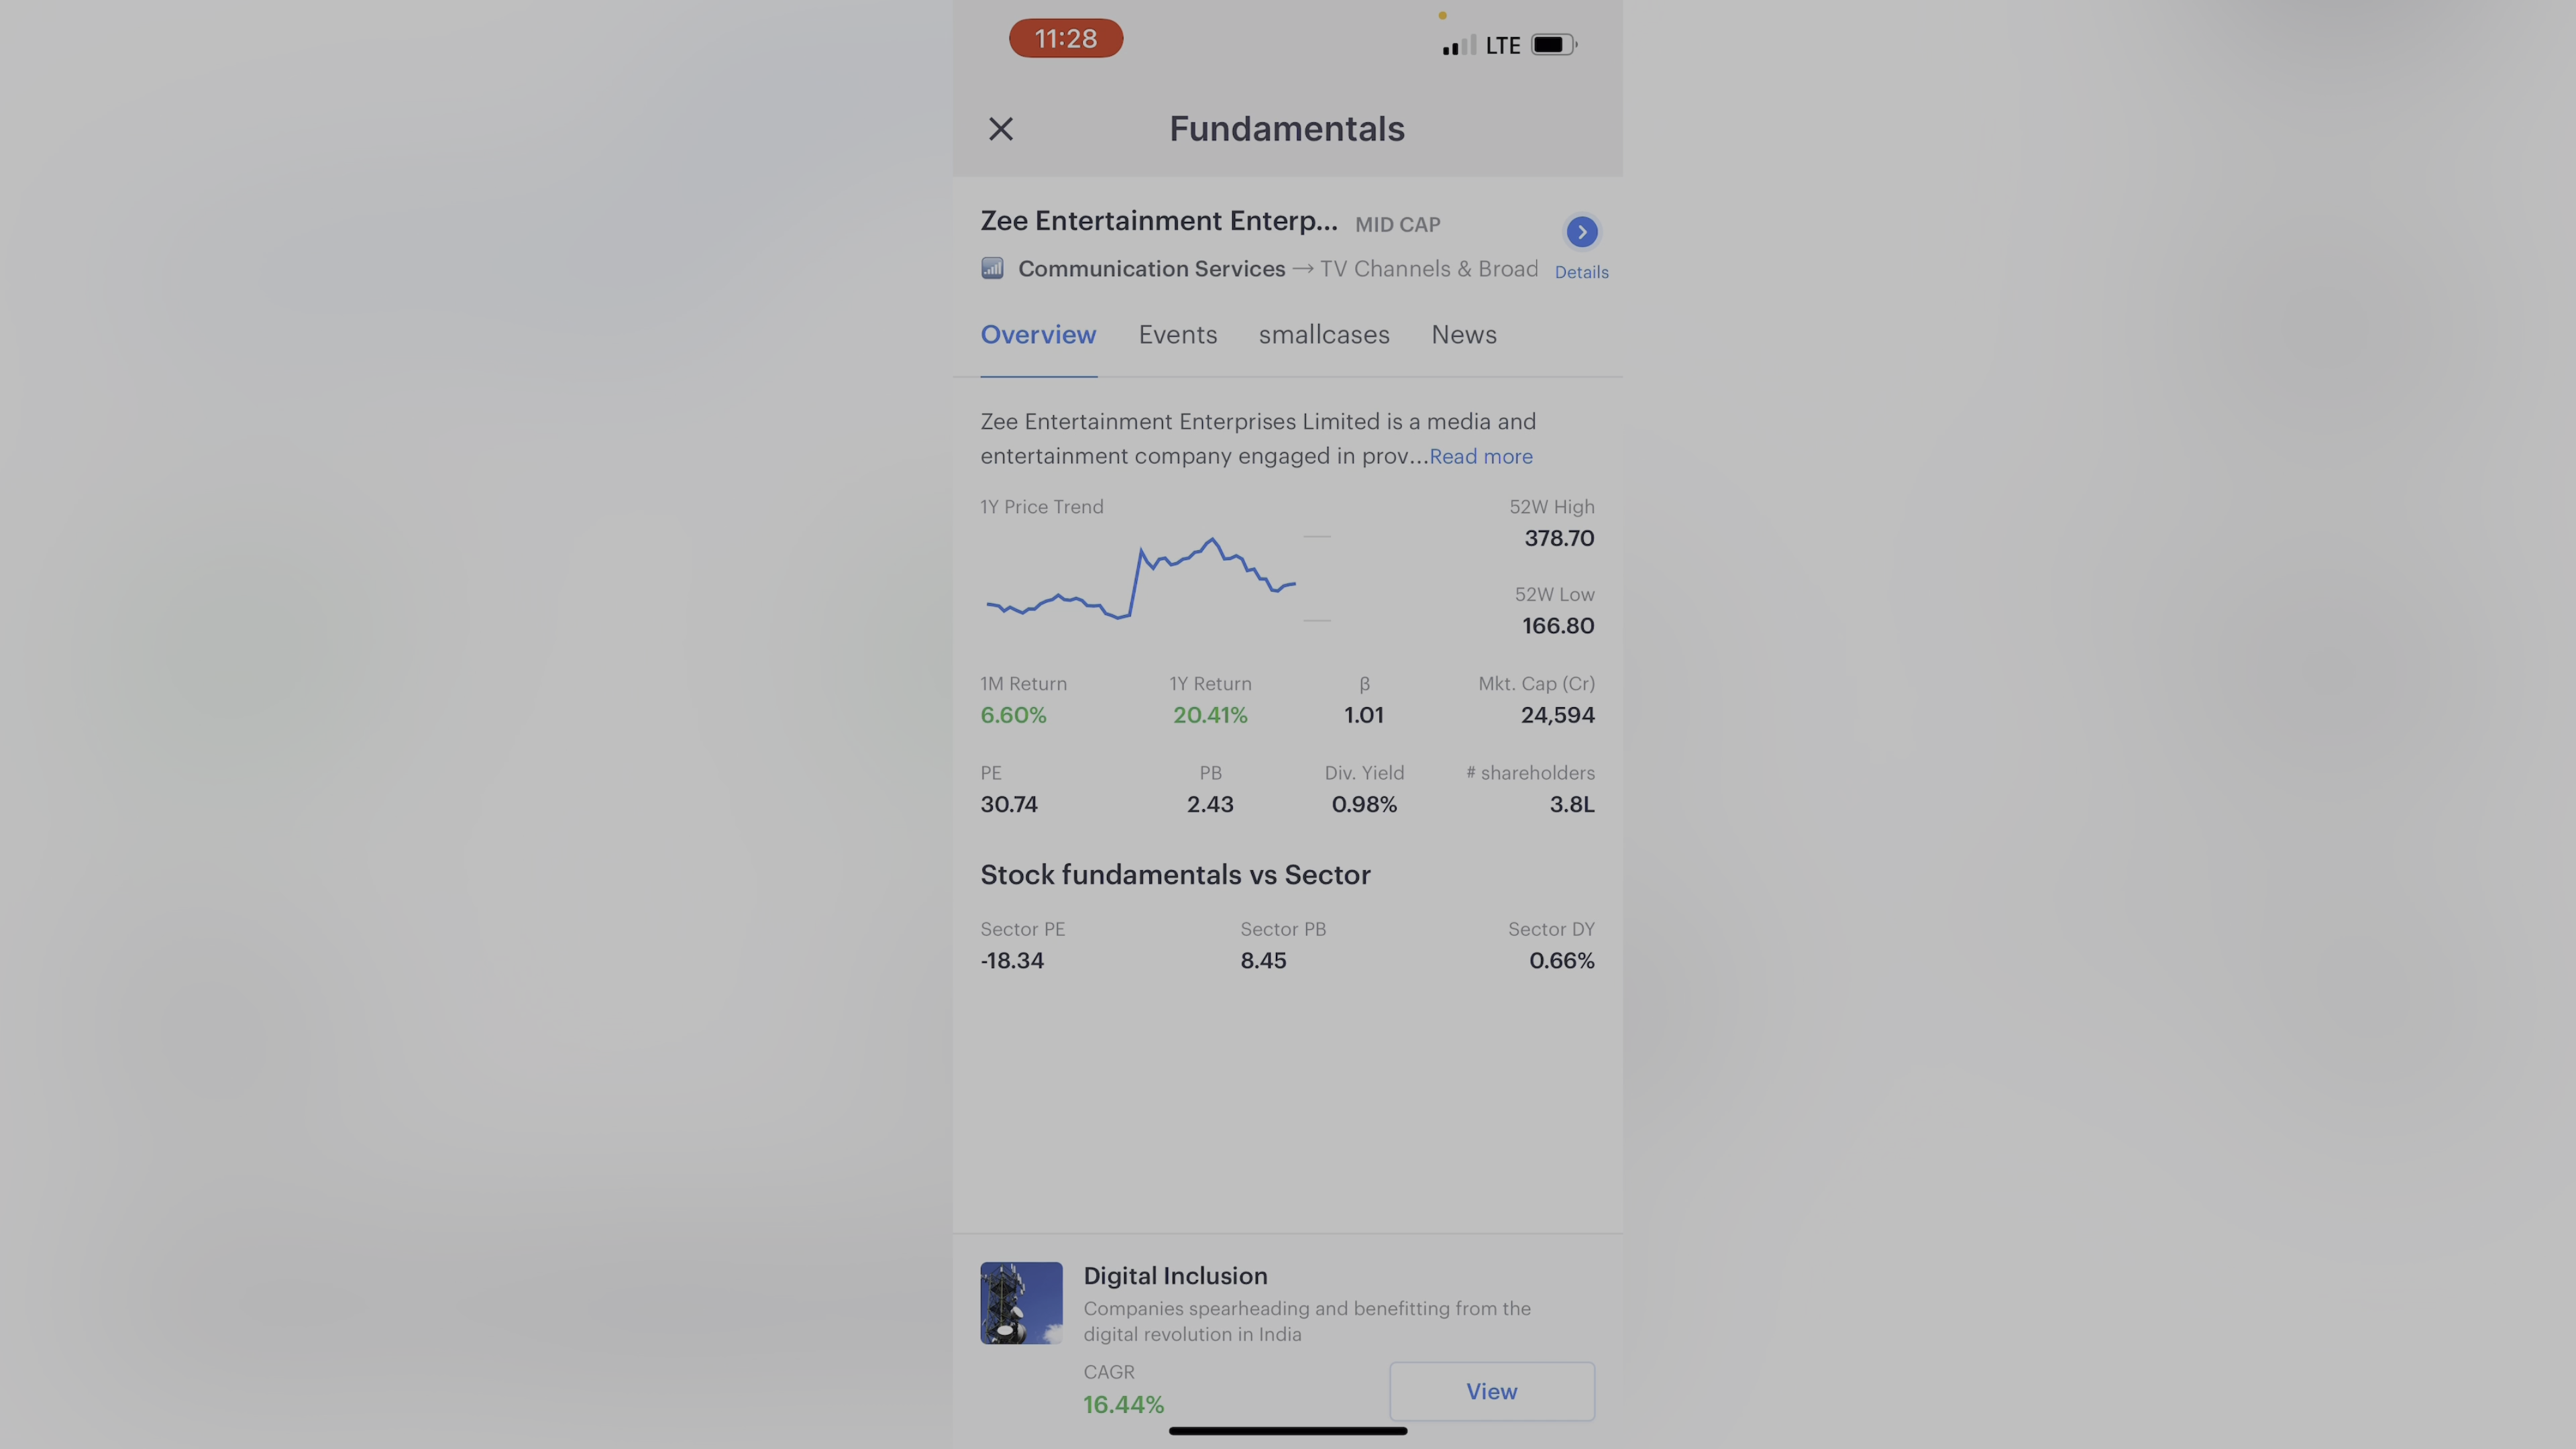 11:28
LTE
Fundamentals
Zee Entertainment Enterp... MID CAP
Communication Services → TV Channels & Broad
Details
Overview Events smallcases News
Zee Entertainment Enterprises Limited is a media and
entertainment company engaged in prov...Read more
1Y Price Trend
52W High
378.70
52W Low
166.80
1M Return 1Y Return β Mkt. Cap (Cr)
6.60% 20.41% 1.01 24,594
PE PB Div. Yield # shareholders
30.74 2.43 0.98% 3.8L
Stock fundamentals vs Sector
Sector PE Sector PB Sector DY
-18.34 8.45 0.66%
Digital Inclusion
Companies spearheading and benefitting from the
digital revolution in India
CAGR
16.44%
View